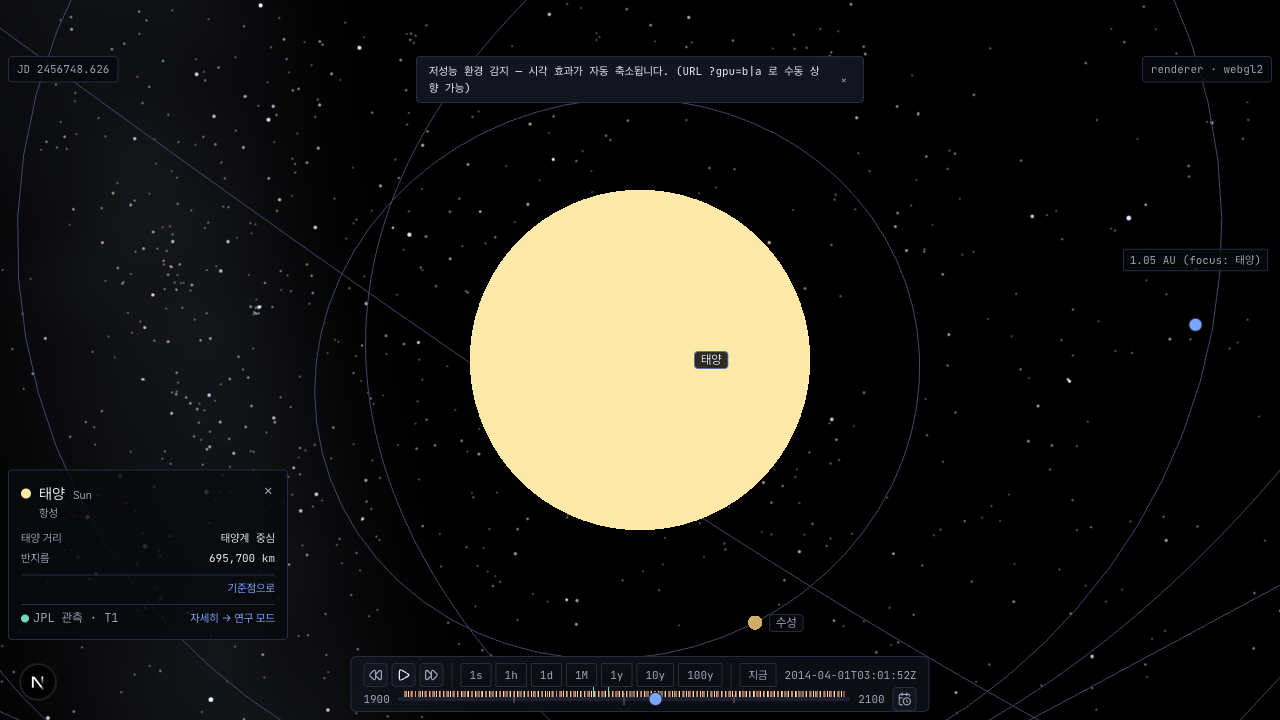 JD 2456748.626
저성능 환경 감지 — 시각 효과가 자동 축소됩니다. (URL ?gpu=b|a 로 수동 상
향 가능)
×
renderer · webgl2
1.05 AU (focus: 태양)
태양
태양 Sun
×
항성
태양 거리 태양계 중심
반지름 695,700 km
기준점으로
JPL 관측 · T1 자세히 → 연구 모드
수성
N
1s 1h 1d 1M 1y 10y 100y 지금 2014-04-01T03:01:52Z
1900 2100